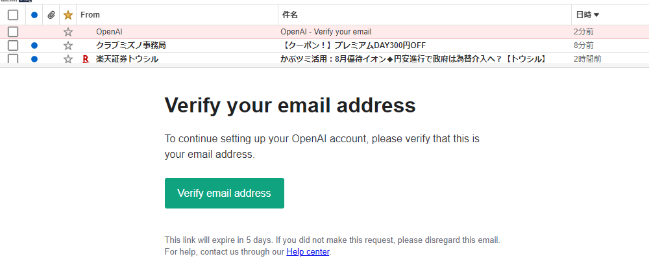 From 件名 日時▼
OpenAI OpenAI - Verify your email 2分前
クラブミズノ事務局 【クーポン!】プレミアムDAY300円OFF 8分前
R 楽天証券トウシル かぶツミ活用:8月優待イオン◆円安進行で政府は為替介入へ?【トウシル】 2時間前
Verify your email address
To continue setting up your OpenAI account, please verify that this is
your email address.
Verify email address
This link will expire in 5 days. If you did not make this request, please disregard this email.
For help, contact us through our Help center.